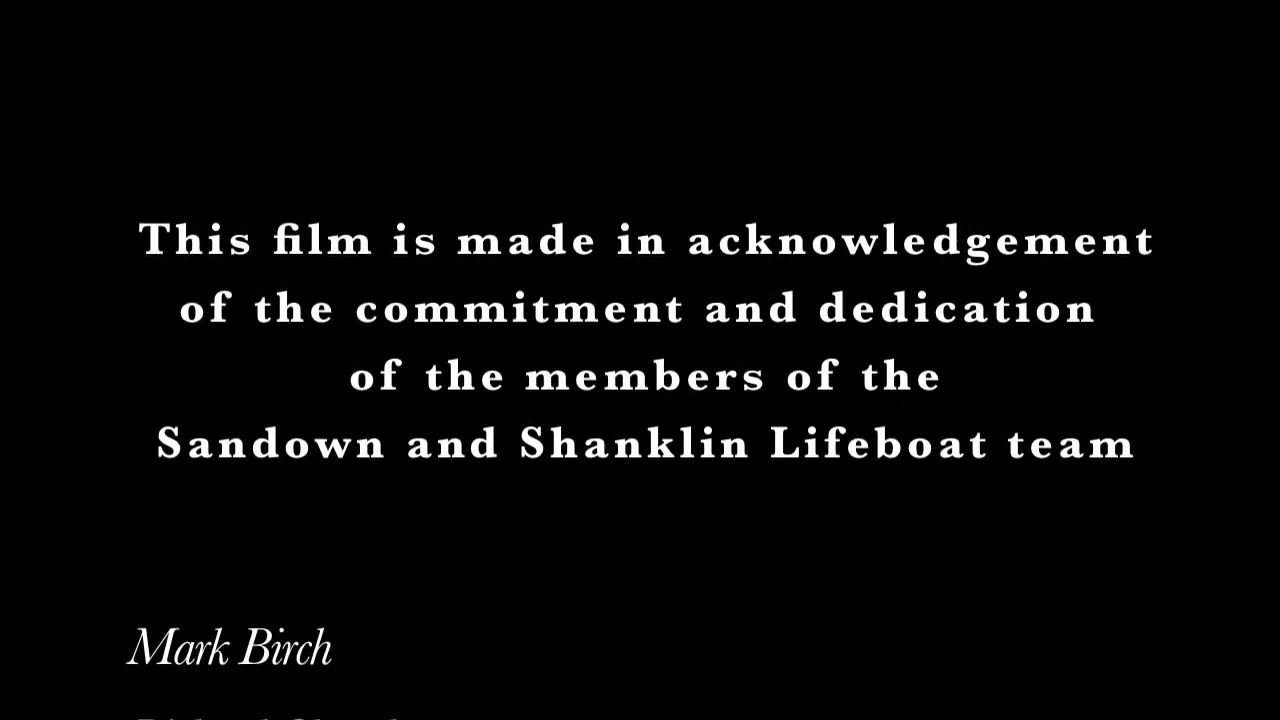 This film is made in acknowledgement
of the commitment and dedication
of the members of the
Sandown and Shanklin Lifeboat team
Mark Birch